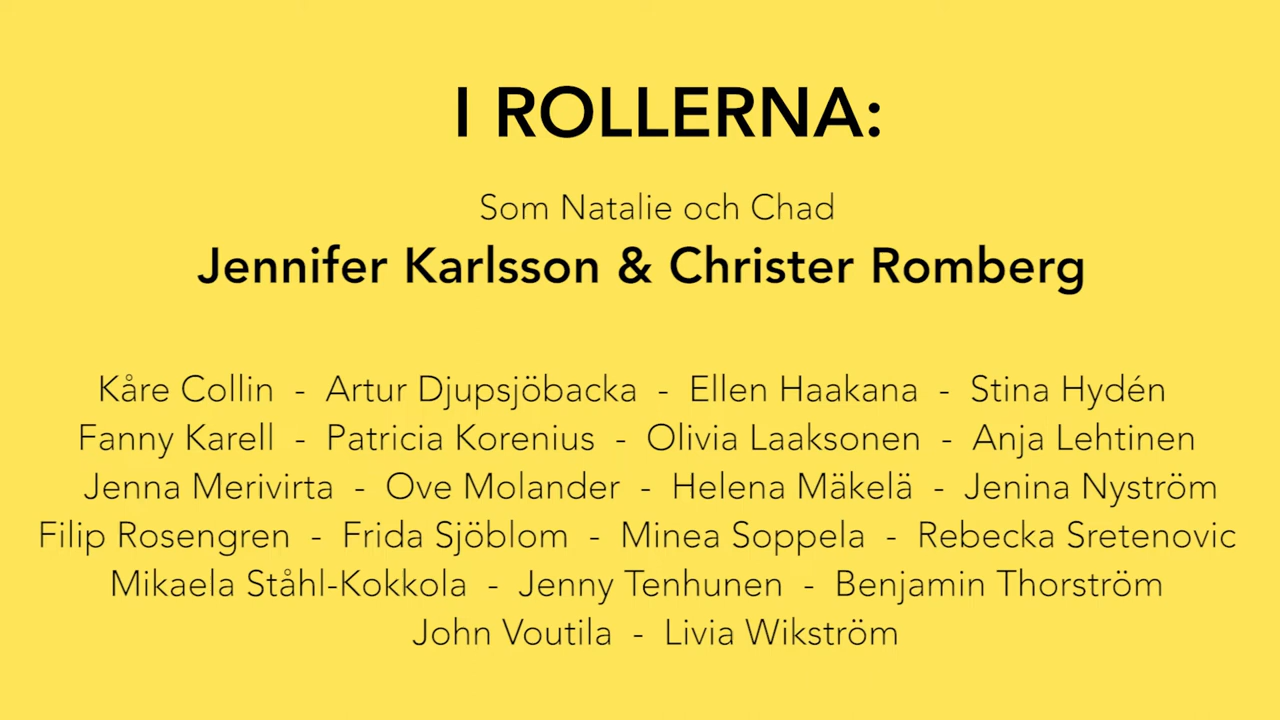 I ROLLERNA:
Som Natalie och Chad
Jennifer Karlsson & Christer Romberg
Kåre Collin - Artur Djupsjöbacka - Ellen Haakana - Stina Hydén
Fanny Karell - Patricia Korenius - Olivia Laaksonen - Anja Lehtinen
Jenna Merivirta - Ove Molander - Helena Mäkelä - Jenina Nyström
Filip Rosengren - Frida Sjöblom - Minea Soppela - Rebecka Sretenovic
Mikaela Ståhl-Kokkola - Jenny Tenhunen - Benjamin Thorström
John Voutila - Livia Wikström